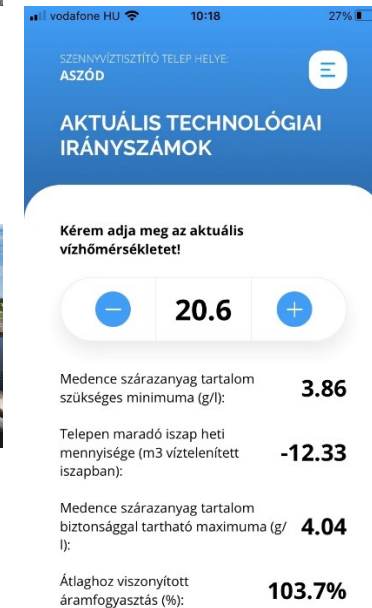 vodafone HU 10:18 27%
SZENNYVÍZTISZTÍTÓ TELEP HELYE:
ASZÓD
AKTUÁLIS TECHNOLÓGIAI
IRÁNYSZÁMOK
Kérem adja meg az aktuális
vízhőmérsékletet!
20.6
Medence szárazanyag tartalom
szükséges minimuma (g/l): 3.86
Telepen maradó iszap heti
mennyisége (m3 víztelenített -12.33
iszapban):
Medence szárazanyag tartalom
biztonsággal tartható maximuma (g/ 4.04
l):
Átlaghoz viszonyított
áramfogyasztás (%): 103.7%